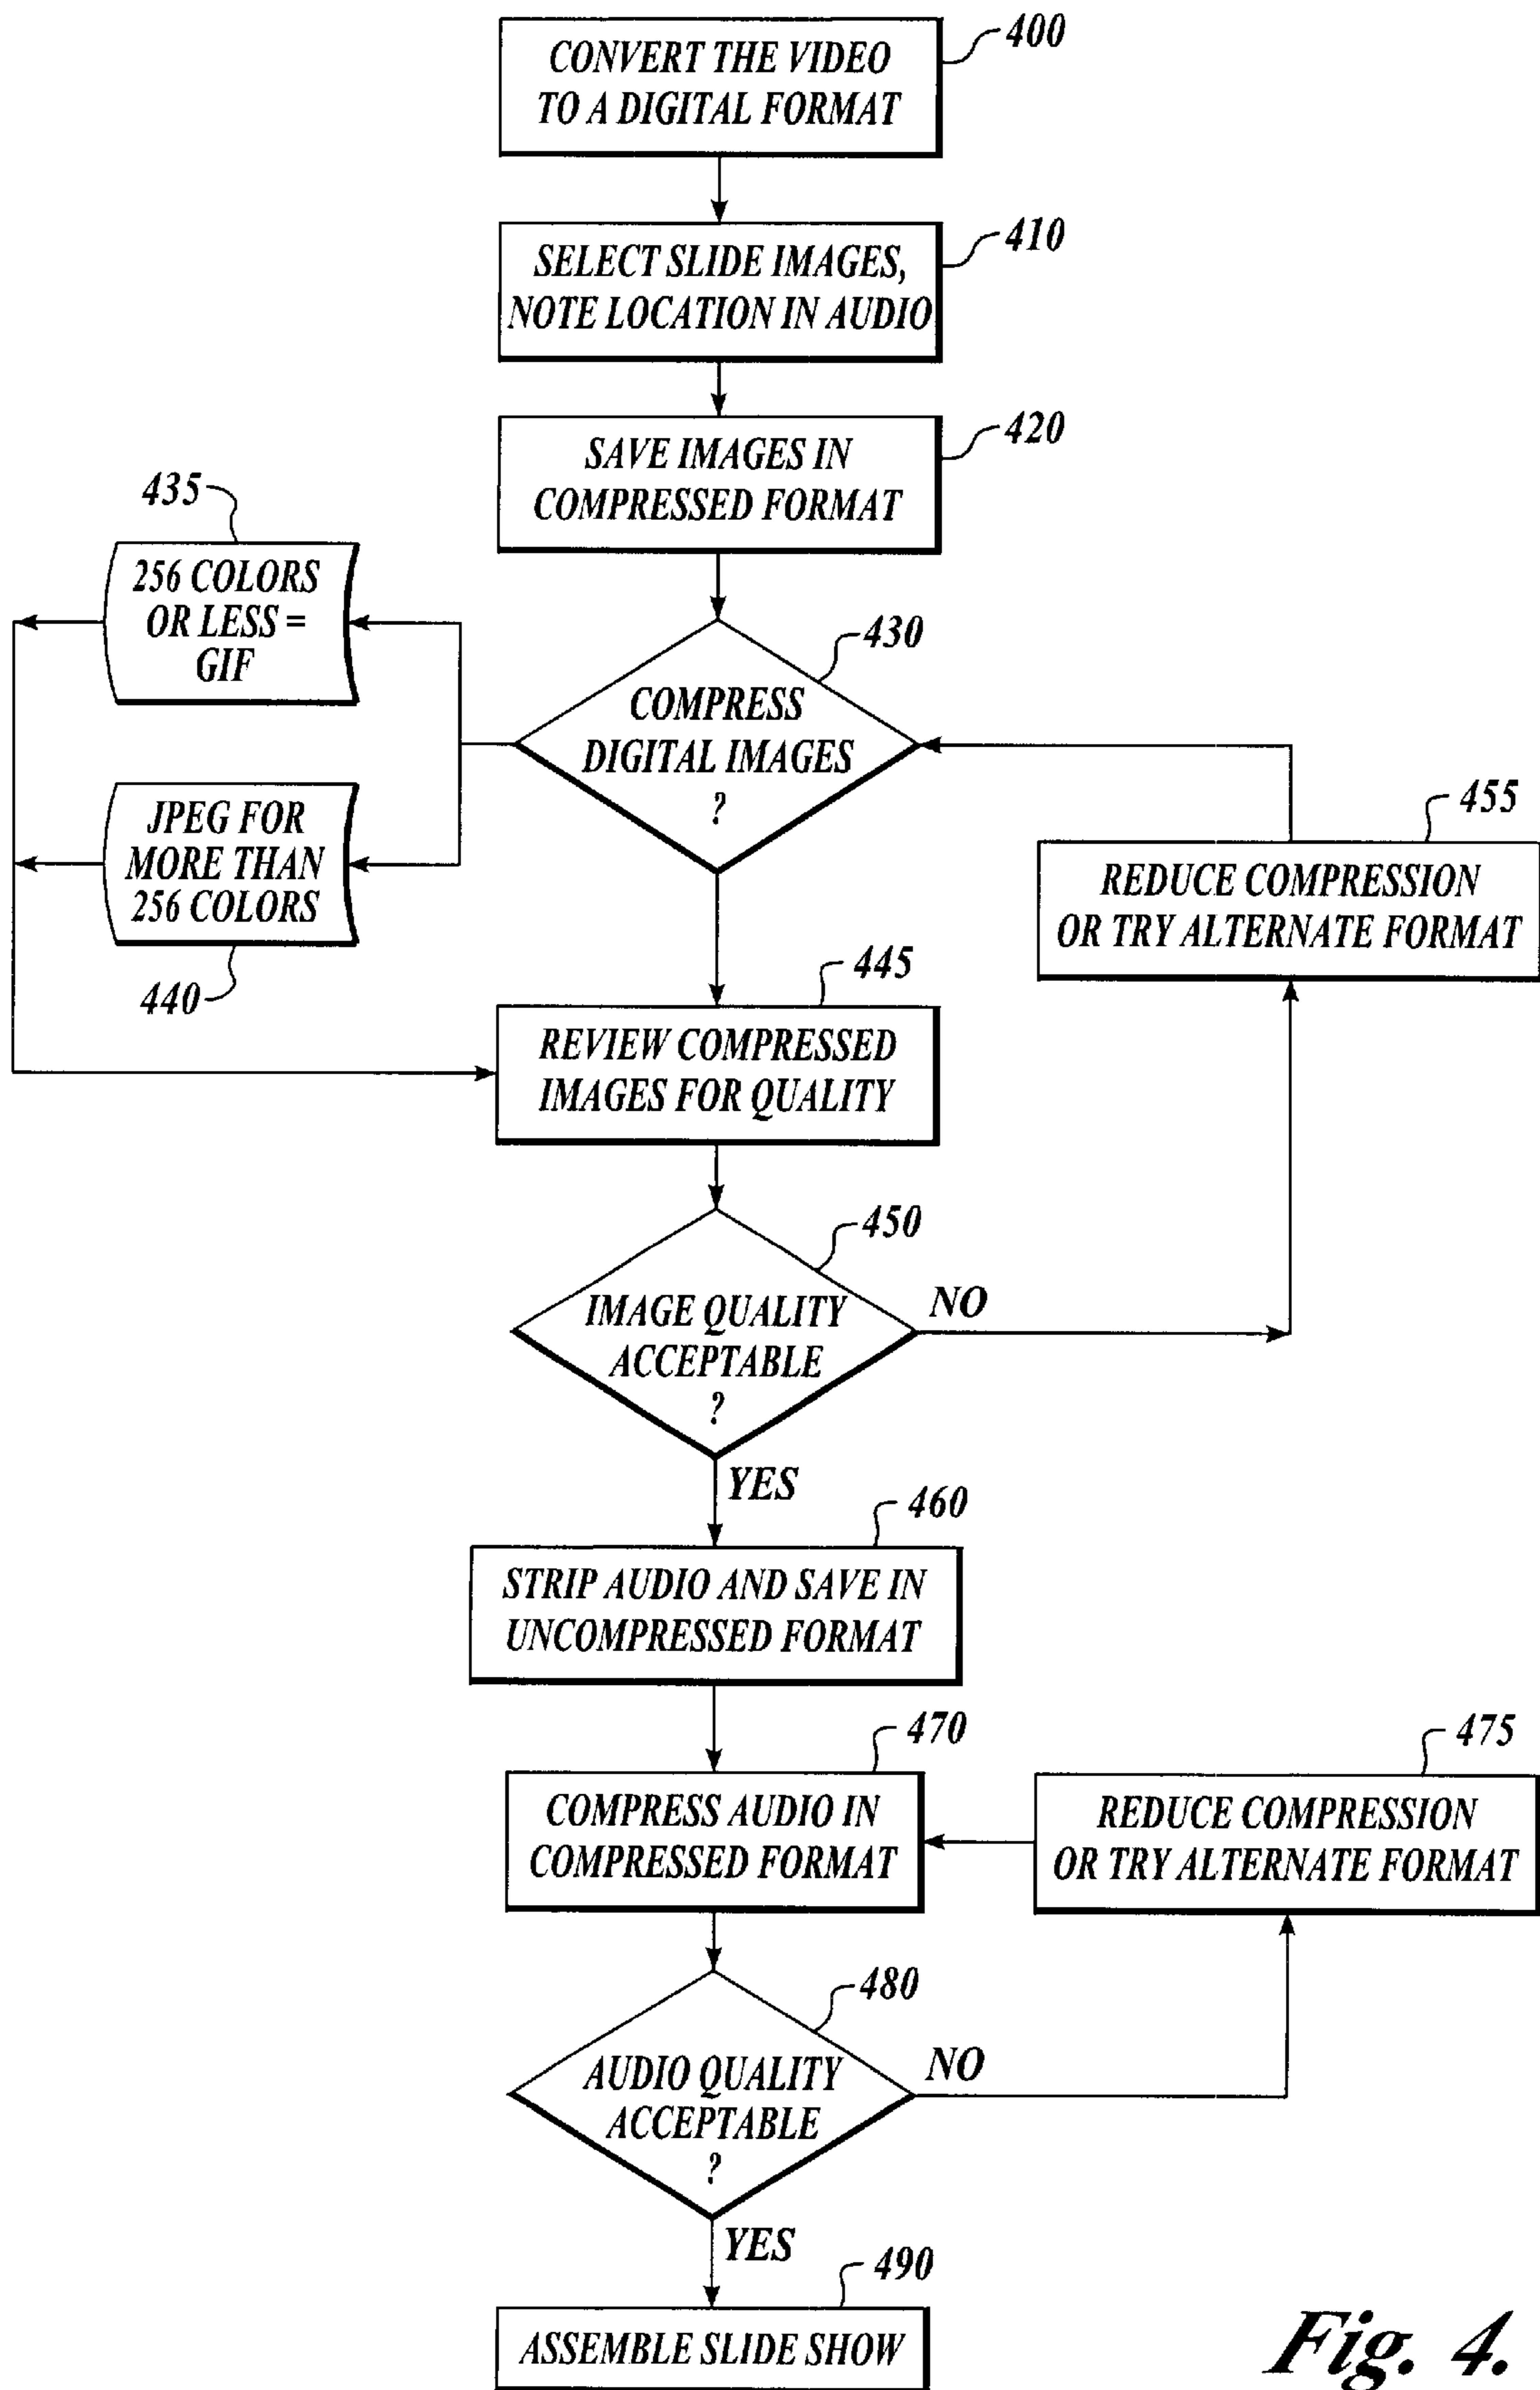 CONVERT THE VIDEO
TO A DIGITAL FORMAT
400
SELECT SLIDE IMAGES,
NOTE LOCATION IN AUDIO
410
SAVE IMAGES IN
COMPRESSED FORMAT
420
435
256 COLORS
OR LESS =
GIF
430
COMPRESS
DIGITAL IMAGES
?
JPEG FOR
MORE THAN
256 COLORS
440
455
REDUCE COMPRESSION
OR TRY ALTERNATE FORMAT
445
REVIEW COMPRESSED
IMAGES FOR QUALITY
450
IMAGE QUALITY
ACCEPTABLE
?
NO
YES
460
STRIP AUDIO AND SAVE IN
UNCOMPRESSED FORMAT
470
COMPRESS AUDIO IN
COMPRESSED FORMAT
475
REDUCE COMPRESSION
OR TRY ALTERNATE FORMAT
480
AUDIO QUALITY
ACCEPTABLE
?
NO
YES
490
ASSEMBLE SLIDE SHOW
Fig. 4.